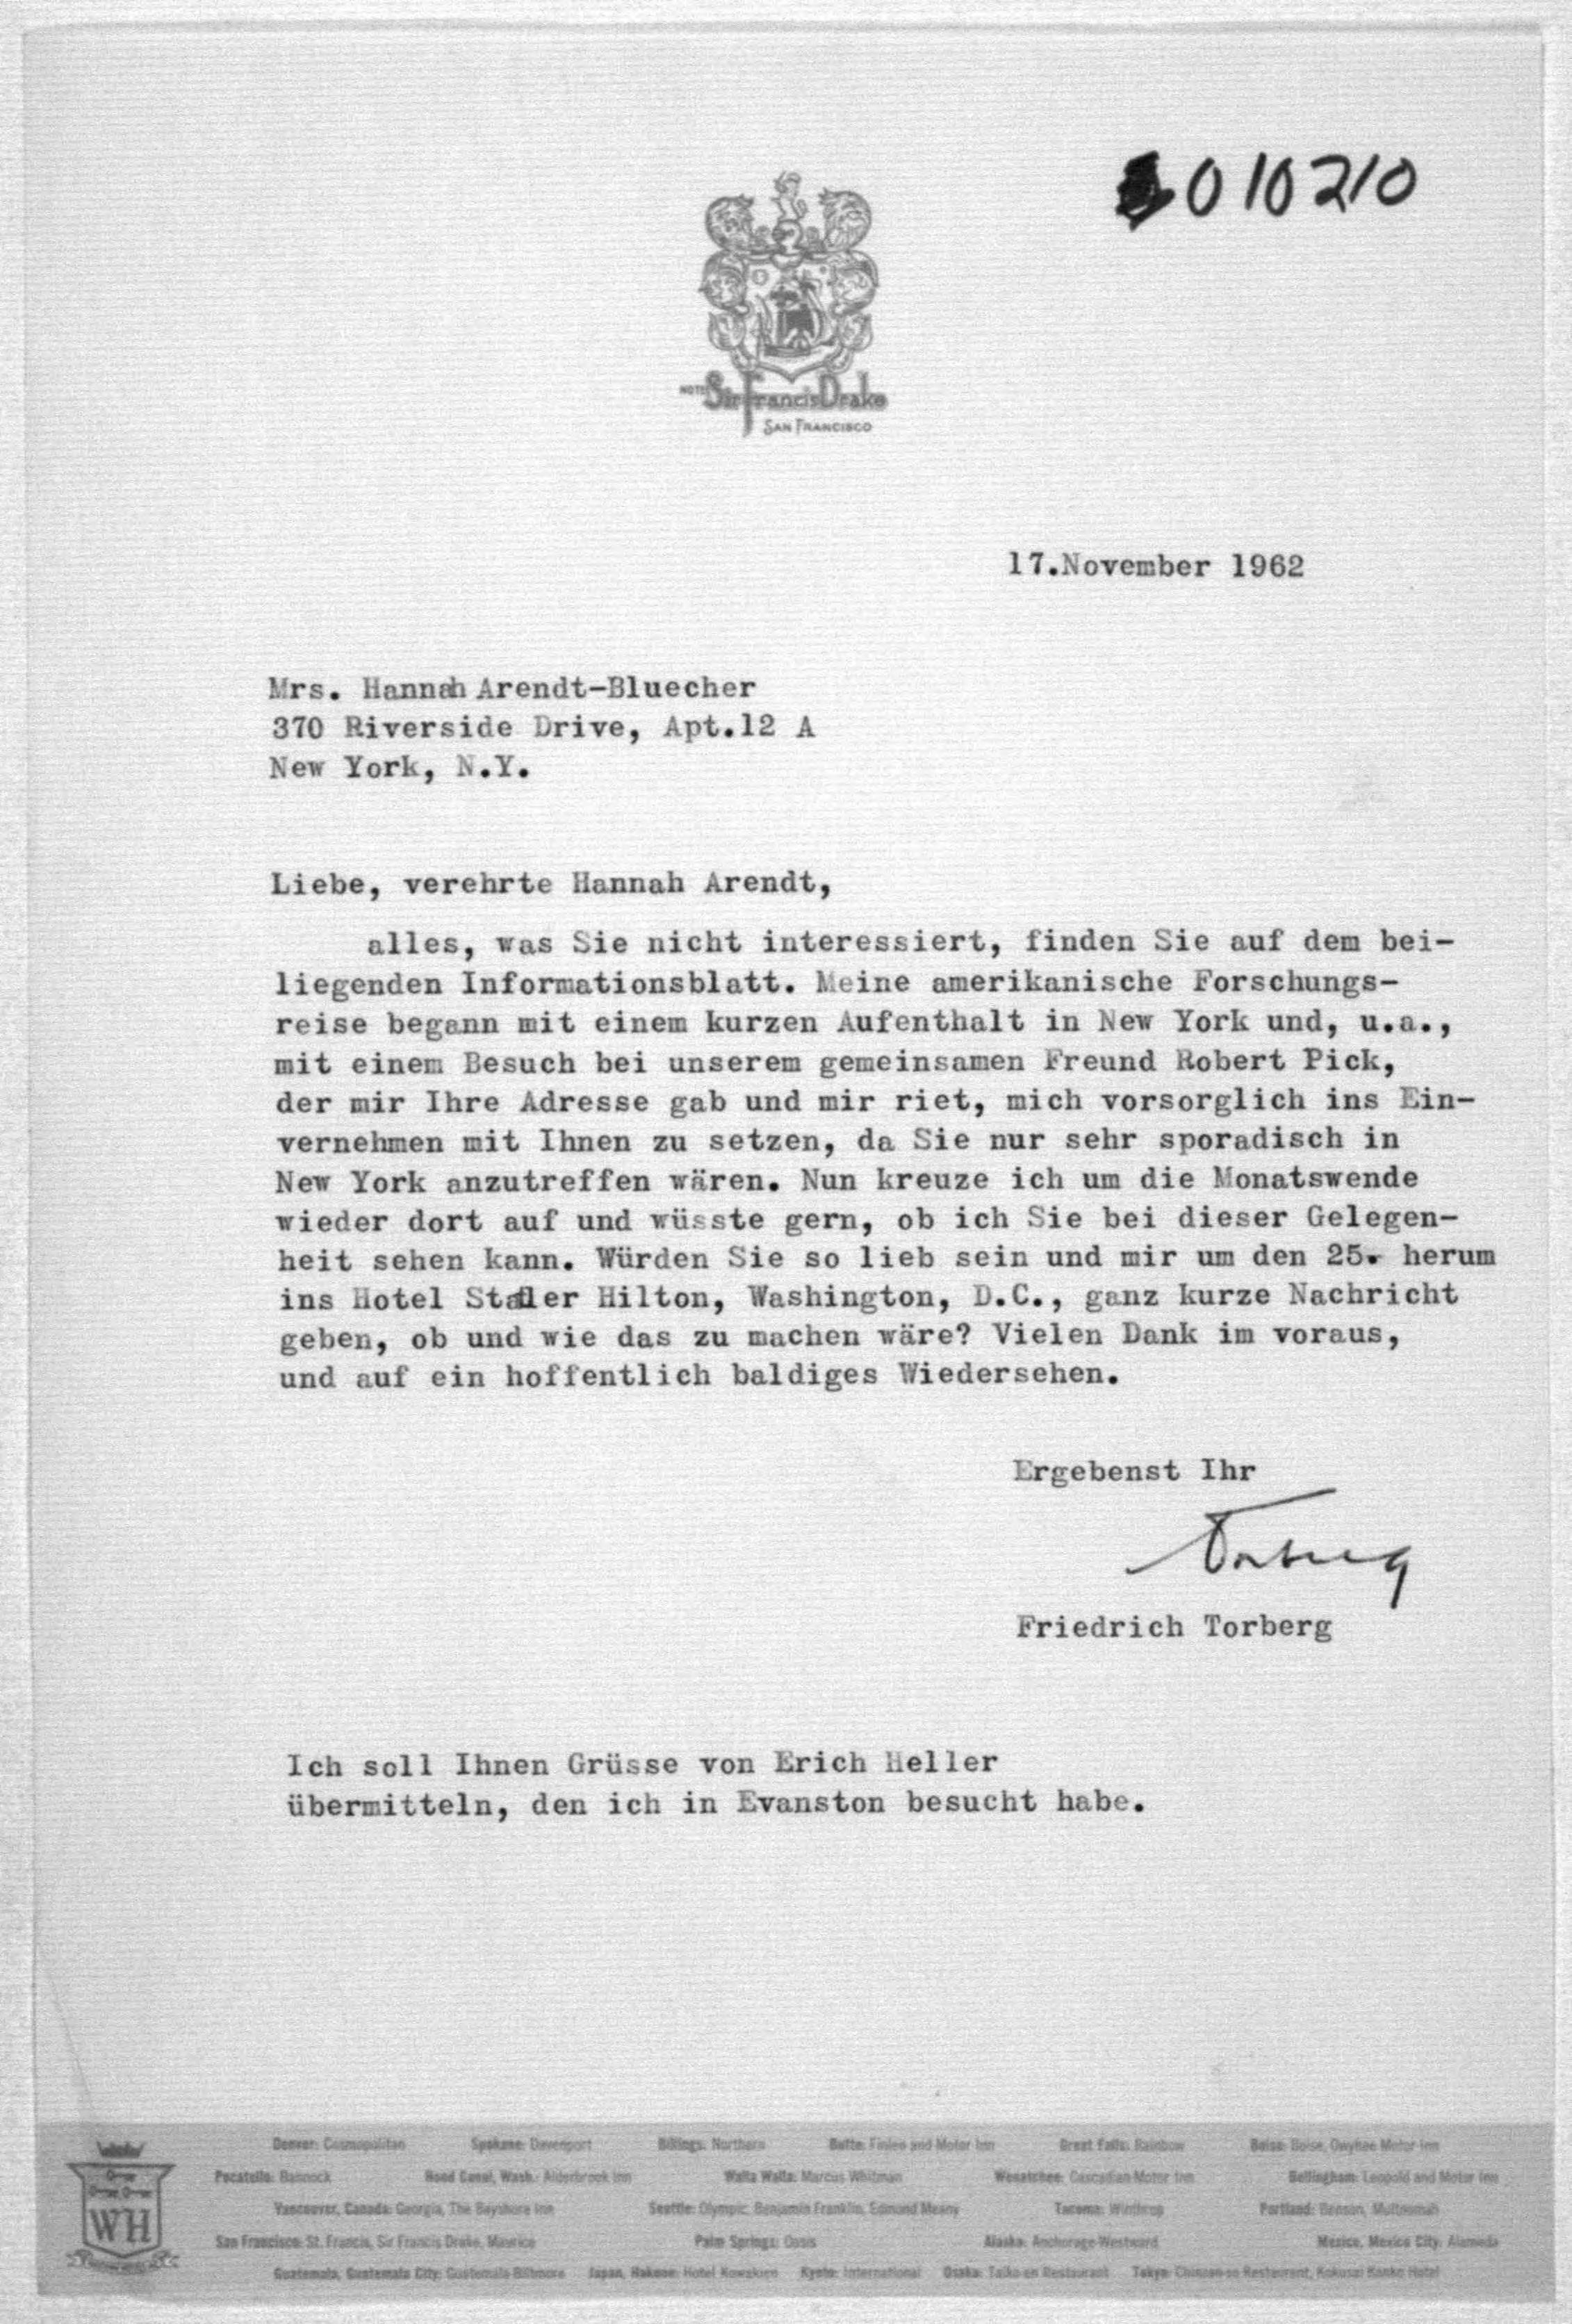 010210
HOTEL Sir Francis Drake
SAN FRANCISCO
17.November 1962
Mrs. Hannah Arendt-Bluecher
370 Riverside Drive, Apt.12 A
New York, N.Y.
Liebe, verehrte Hannah Arendt,
alles, was Sie nicht interessiert, finden Sie auf dem bei-
liegenden Informationsblatt. Meine amerikanische Forschungs-
reise begann mit einem kurzen Aufenthalt in New York und, u.a.,
mit einem Besuch bei unserem gemeinsamen Freund Robert Pick,
der mir Ihre Adresse gab und mir riet, mich vorsorglich ins Ein-
vernehmen mit Ihnen zu setzen, da Sie nur sehr sporadisch in
New York anzutreffen wären. Nun kreuze ich um die Monatswende
wieder dort auf und wüsste gern, ob ich Sie bei dieser Gelegen-
heit sehen kann. Würden Sie so lieb sein und mir um den 25. herum
ins Hotel Statler Hilton, Washington, D.C., ganz kurze Nachricht
geben, ob und wie das zu machen wäre? Vielen Dank im voraus,
und auf ein hoffentlich baldiges Wiedersehen.
Ergebenst Ihr
Torberg
Friedrich Torberg
Ich soll Ihnen Grüsse von Erich Heller
übermitteln, den ich in Evanston besucht habe.
WH
Denver: Cosmopolitan Spokane: Davenport Billings: Northern Butte: Finlen and Motor Inn Great Falls: Rainbow Boise: Boise, Owyhee Motor Inn
Pocatello: Bannock Hood Canal, Wash.: Alderbrook Inn Walla Walla: Marcus Whitman Wenatchee: Cascadian Motor Inn Bellingham: Leopold and Motor Inn
Vancouver, Canada: Georgia, The Bayshore Inn Seattle: Olympic, Benjamin Franklin, Edmond Meany Tacoma: Winthrop Portland: Benson, Multnomah
San Francisco: St. Francis, Sir Francis Drake, Maurice Palm Springs: Oasis Alaska: Anchorage-Westward Mexico, Mexico City: Alameda
Guatemala, Guatemala City: Guatemala Biltmore Japan, Hakone: Hotel Kowakien Kyoto: International Osaka: Taiko-en Restaurant Tokyo: Chinzan-so Restaurant, Kokusai Kanko Hotel